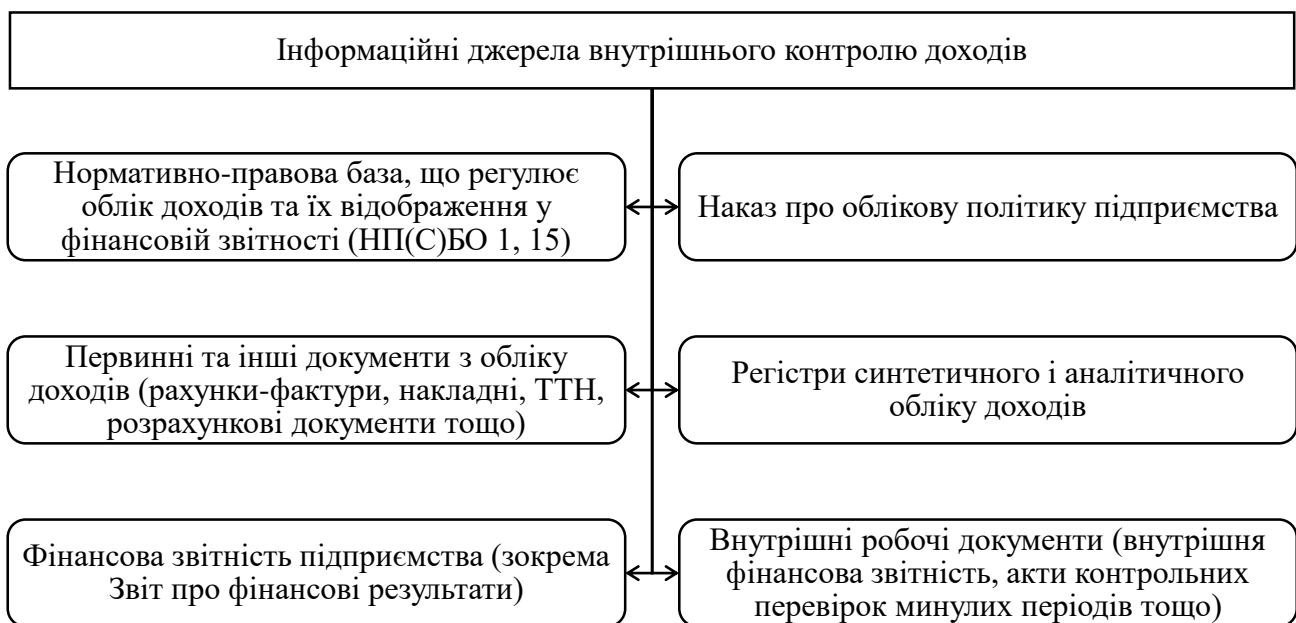 Інформаційні джерела внутрішнього контролю доходів
Нормативно-правова база, що регулює
облік доходів та їх відображення у
фінансовій звітності (НП(С)БО 1, 15)
Наказ про облікову політику підприємства
Первинні та інші документи з обліку
доходів (рахунки-фактури, накладні, ТТН,
розрахункові документи тощо)
Регістри синтетичного і аналітичного
обліку доходів
Фінансова звітність підприємства (зокрема
Звіт про фінансові результати)
Внутрішні робочі документи (внутрішня
фінансова звітність, акти контрольних
перевірок минулих періодів тощо)